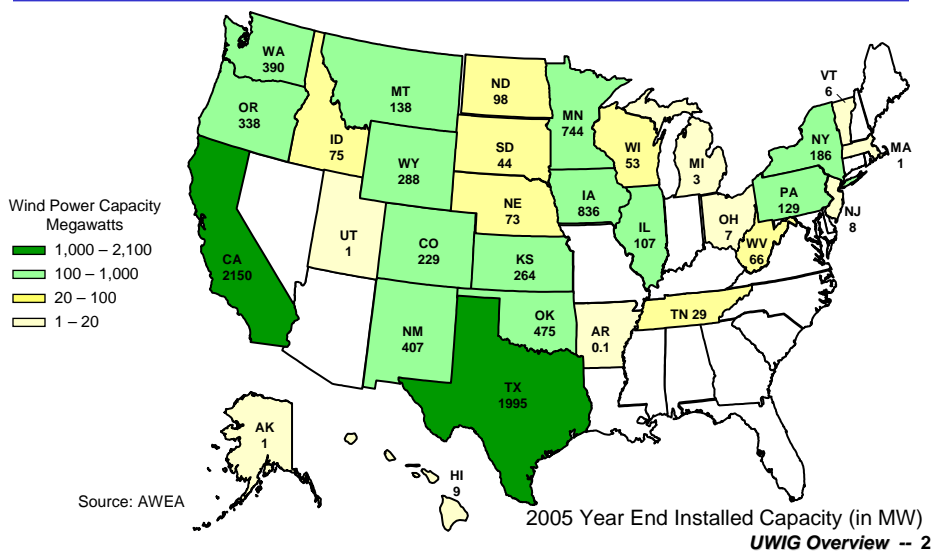 WA
390
OR
338
ID
75
MT
138
WY
288
ND
98
SD
44
NE
73
MN
744
WI
53
MI
3
VT
6
NY
186
MA
1
PA
129
NJ
8
IA
836
IL
107
OH
7
WV
66
UT
1
CO
229
KS
264
CA
2150
NM
407
OK
475
AR
0.1
TN 29
TX
1995
AK
1
HI
9
Wind Power Capacity
Megawatts
1,000 – 2,100
100 – 1,000
20 – 100
1 – 20
Source: AWEA
2005 Year End Installed Capacity (in MW)
UWIG Overview -- 2